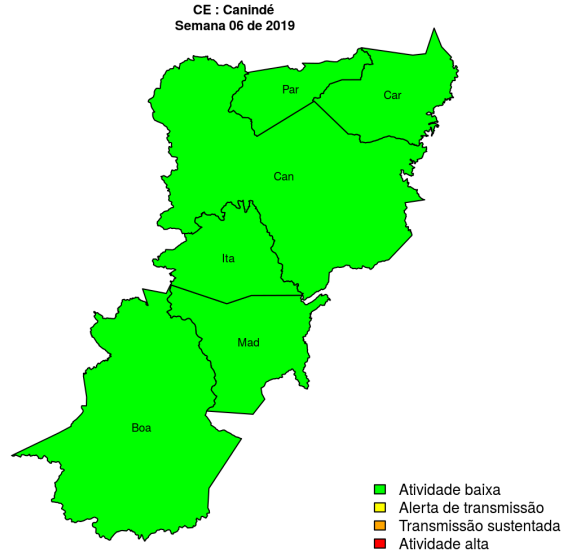 CE : Canindé
Semana 06 de 2019
Par
Car
Can
Ita
Mad
Boa
Atividade baixa
Alerta de transmissão
Transmissão sustentada
Atividade alta